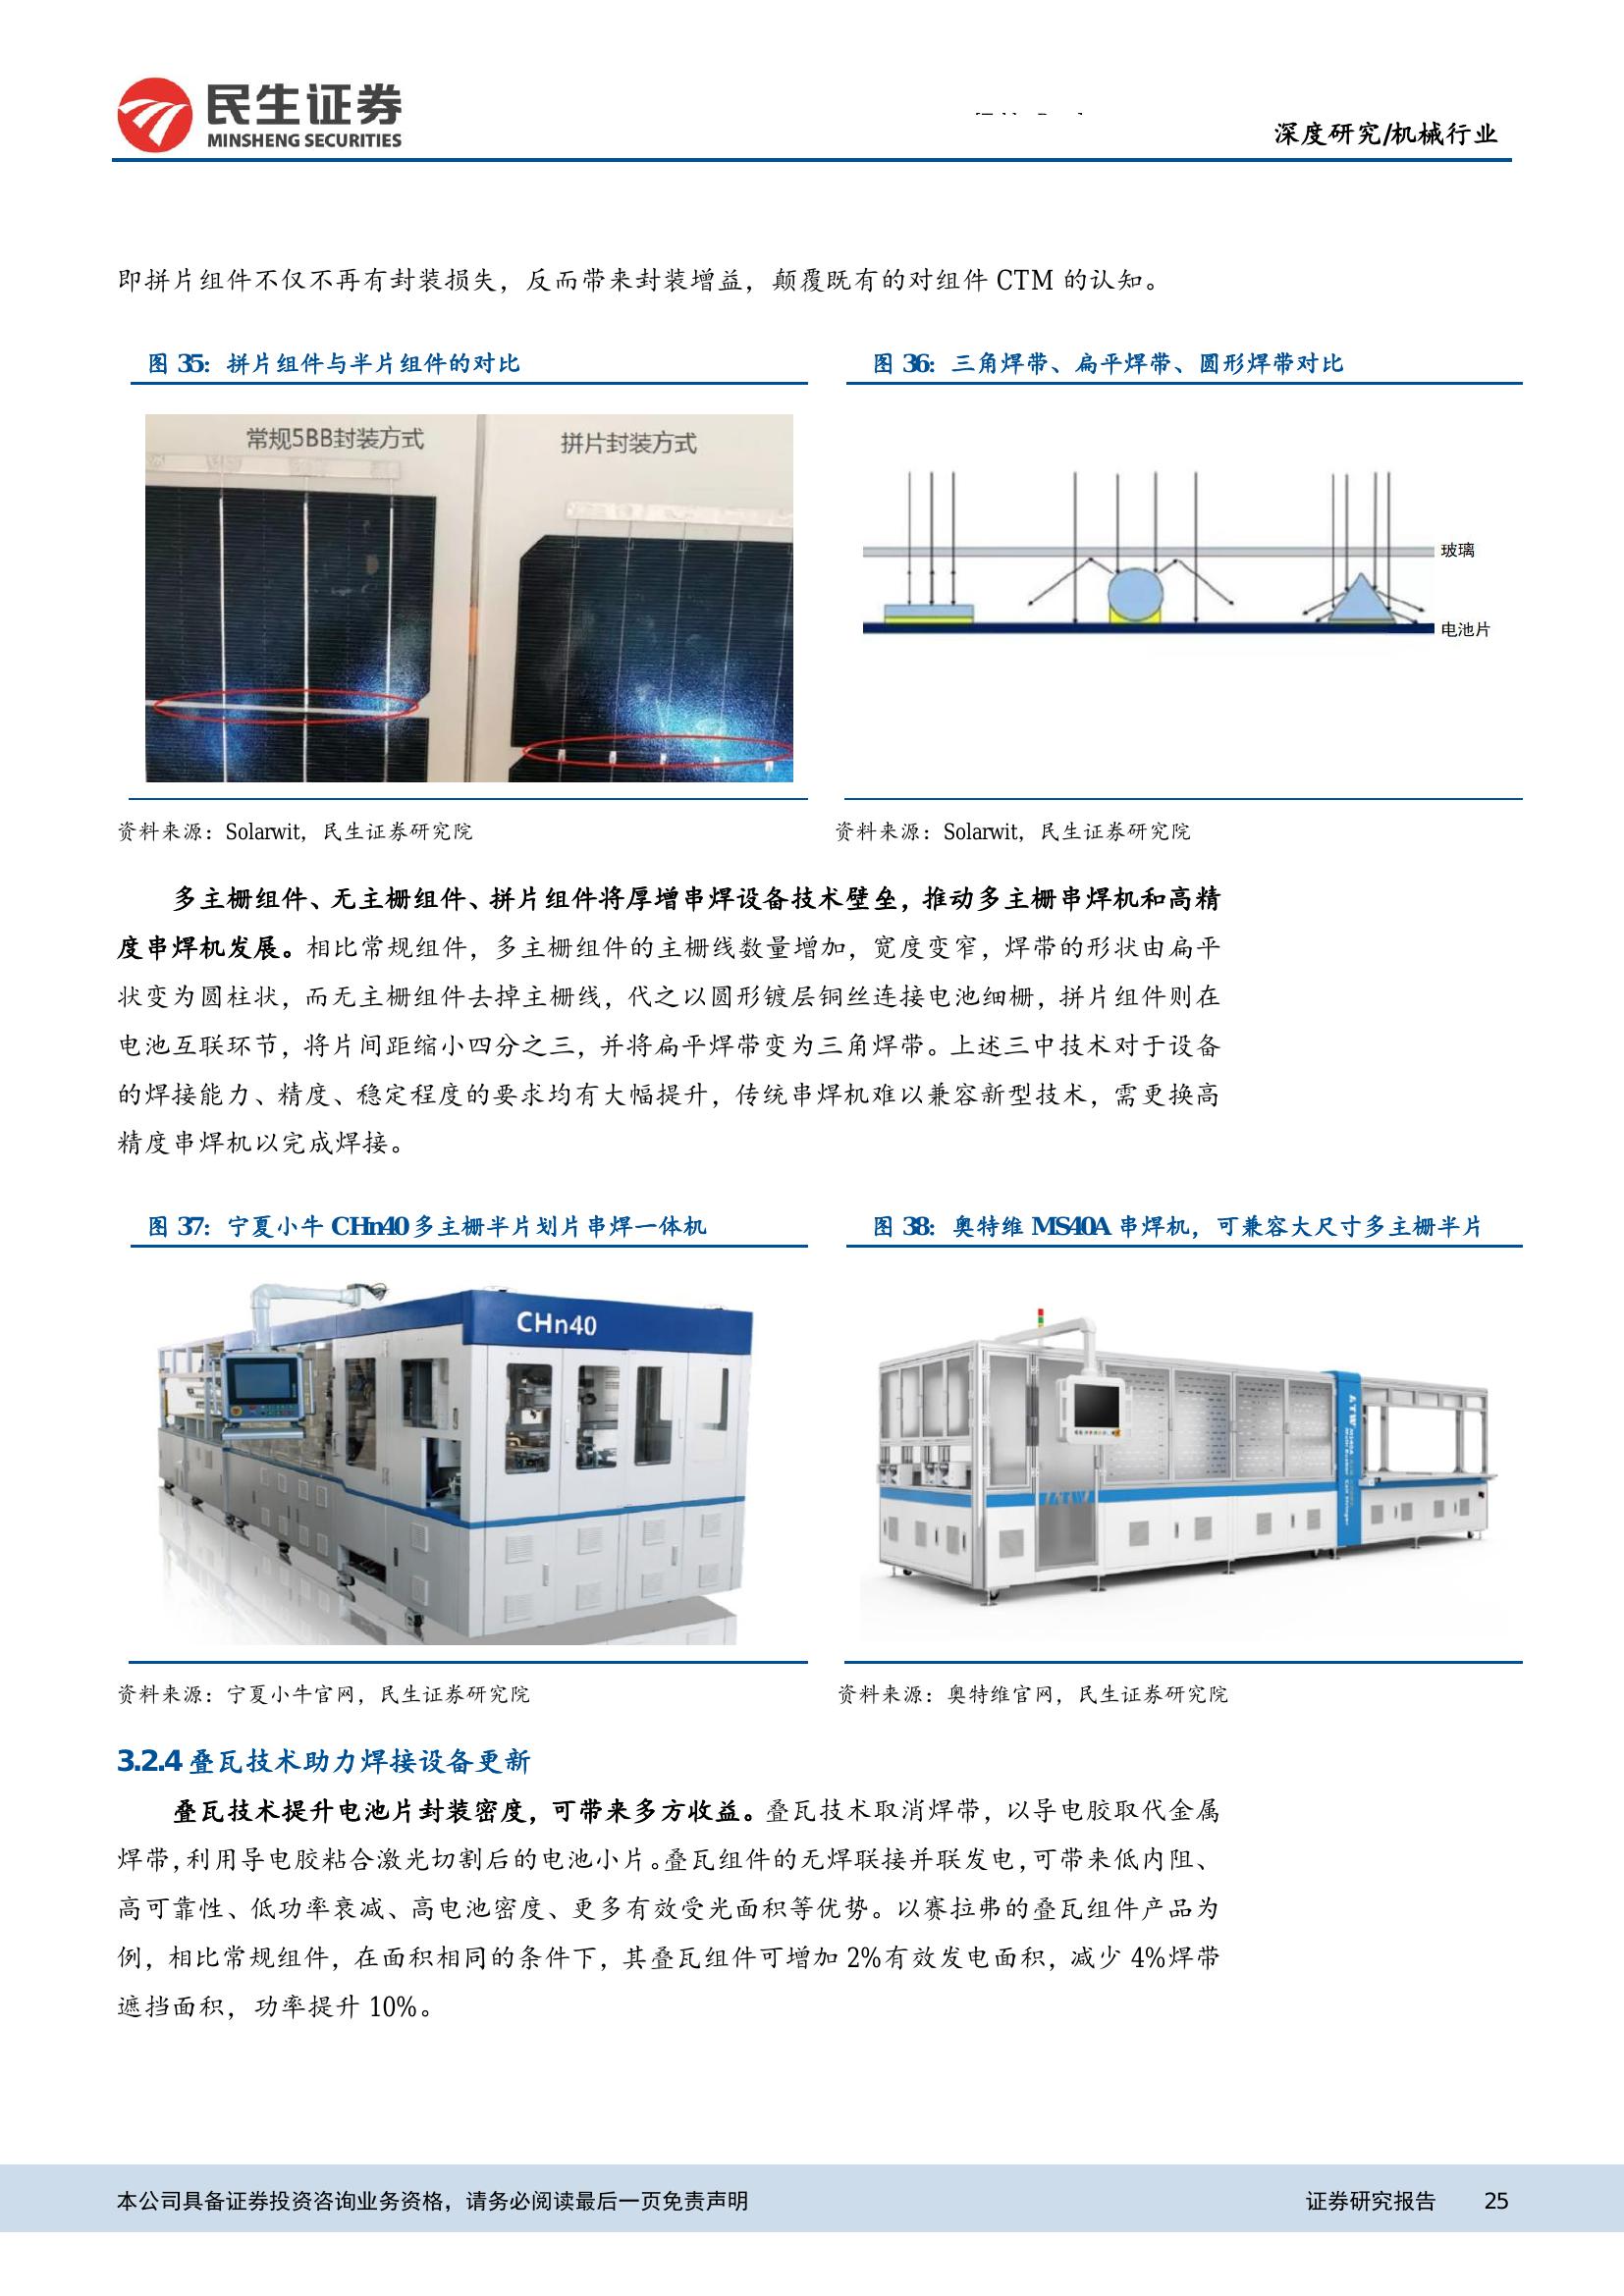 民生证券
MINSHENG SECURITIES
深度研究/机械行业
即拼片组件不仅不再有封装损失，反而带来封装增益，颠覆既有的对组件 CTM 的认知。
图 35：拼片组件与半片组件的对比
常规5BB封装方式
拼片封装方式
资料来源：Solarwit，民生证券研究院
图 36：三角焊带、扁平焊带、圆形焊带对比
玻璃
电池片
资料来源：Solarwit，民生证券研究院
多主栅组件、无主栅组件、拼片组件将厚增串焊设备技术壁垒，推动多主栅串焊机和高精
度串焊机发展。相比常规组件，多主栅组件的主栅线数量增加，宽度变窄，焊带的形状由扁平
状变为圆柱状，而无主栅组件去掉主栅线，代之以圆形镀层铜丝连接电池细栅，拼片组件则在
电池互联环节，将片间距缩小四分之三，并将扁平焊带变为三角焊带。上述三中技术对于设备
的焊接能力、精度、稳定程度的要求均有大幅提升，传统串焊机难以兼容新型技术，需更换高
精度串焊机以完成焊接。
图 37：宁夏小牛 CHn40 多主栅半片划片串焊一体机
CHn40
资料来源：宁夏小牛官网，民生证券研究院
图 38：奥特维 MS40A 串焊机，可兼容大尺寸多主栅半片
资料来源：奥特维官网，民生证券研究院
3.2.4 叠瓦技术助力焊接设备更新
叠瓦技术提升电池片封装密度，可带来多方收益。叠瓦技术取消焊带，以导电胶取代金属
焊带，利用导电胶粘合激光切割后的电池小片。叠瓦组件的无焊联接并联发电，可带来低内阻、
高可靠性、低功率衰减、高电池密度、更多有效受光面积等优势。以赛拉弗的叠瓦组件产品为
例，相比常规组件，在面积相同的条件下，其叠瓦组件可增加 2%有效发电面积，减少 4%焊带
遮挡面积，功率提升 10%。
本公司具备证券投资咨询业务资格，请务必阅读最后一页免责声明
证券研究报告 25